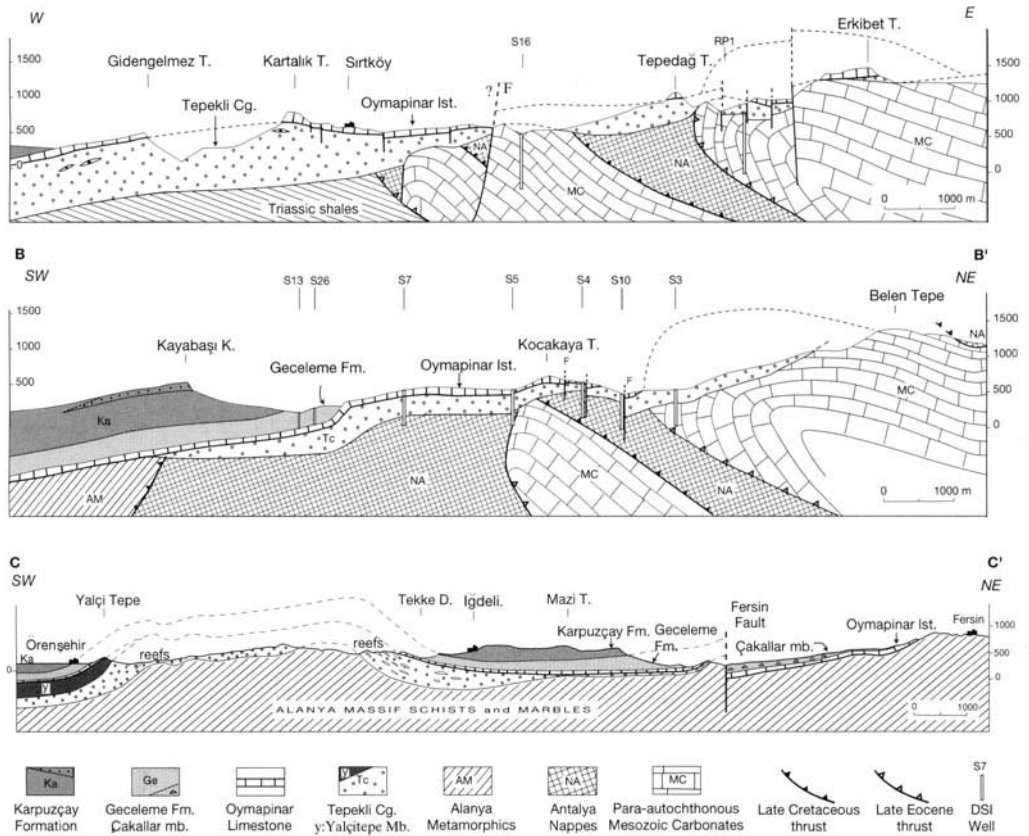 W
E
Erkibet T.
S16
RP1
Gidengelmez T.
Kartalık T.
Sırtköy
Tepedağ T.
Tepekli Cg.
Oymapinar lst.
? F
1500
1000
500
0
1500
1000
500
0
NA
NA
MC
MC
Triassic shales
0 1000 m
B
B'
SW
NE
S13
S26
S7
S5
S4
S10
S3
Belen Tepe
Kayabaşı K.
Geceleme Fm.
Oymapınar lst.
Kocakaya T.
F
F
1500
1000
500
0
1500
1000
500
0
NA
Ka
Tc
AM
NA
MC
NA
MC
0 1000 m
C
C'
SW
NE
Yalçi Tepe
Tekke D.
Iğdeli.
Mazi T.
Fersin
Fault
Oymapınar lst.
Fersin
Örenşehir
reefs
reefs
Karpuzçay Fm.
Geceleme
Fm.
Çakallar mb.
Ka
0
y
1000
500
0
ALANYA MASSIF SCHISTS and MARBLES
0 1000
Ka
Ge
y
Tc
AM
NA
MC
S7
Karpuzçay
Formation
Geceleme Fm.
Çakallar mb.
Oymapinar
Limestone
Tepekli Cg.
y:Yalçitepe Mb.
Alanya
Metamorphics
Antalya
Nappes
Para-autochthonous
Mesozoic Carbonates
Late Cretaceous
thrust
Late Eocene
thrust
DSI
Well